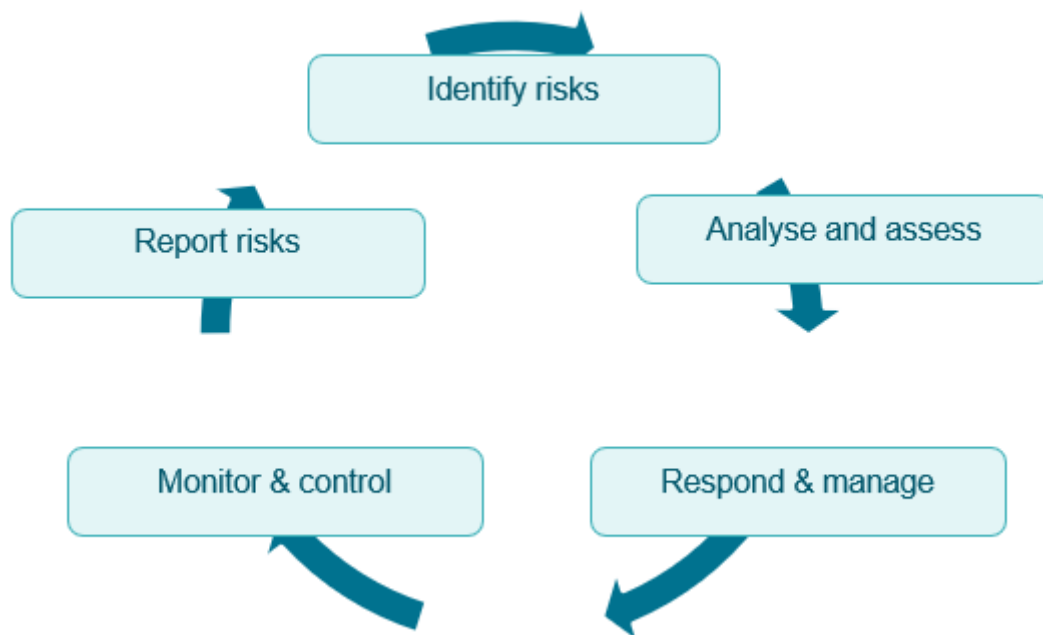 Identify risks
Analyse and assess
Respond & manage
Monitor & control
Report risks